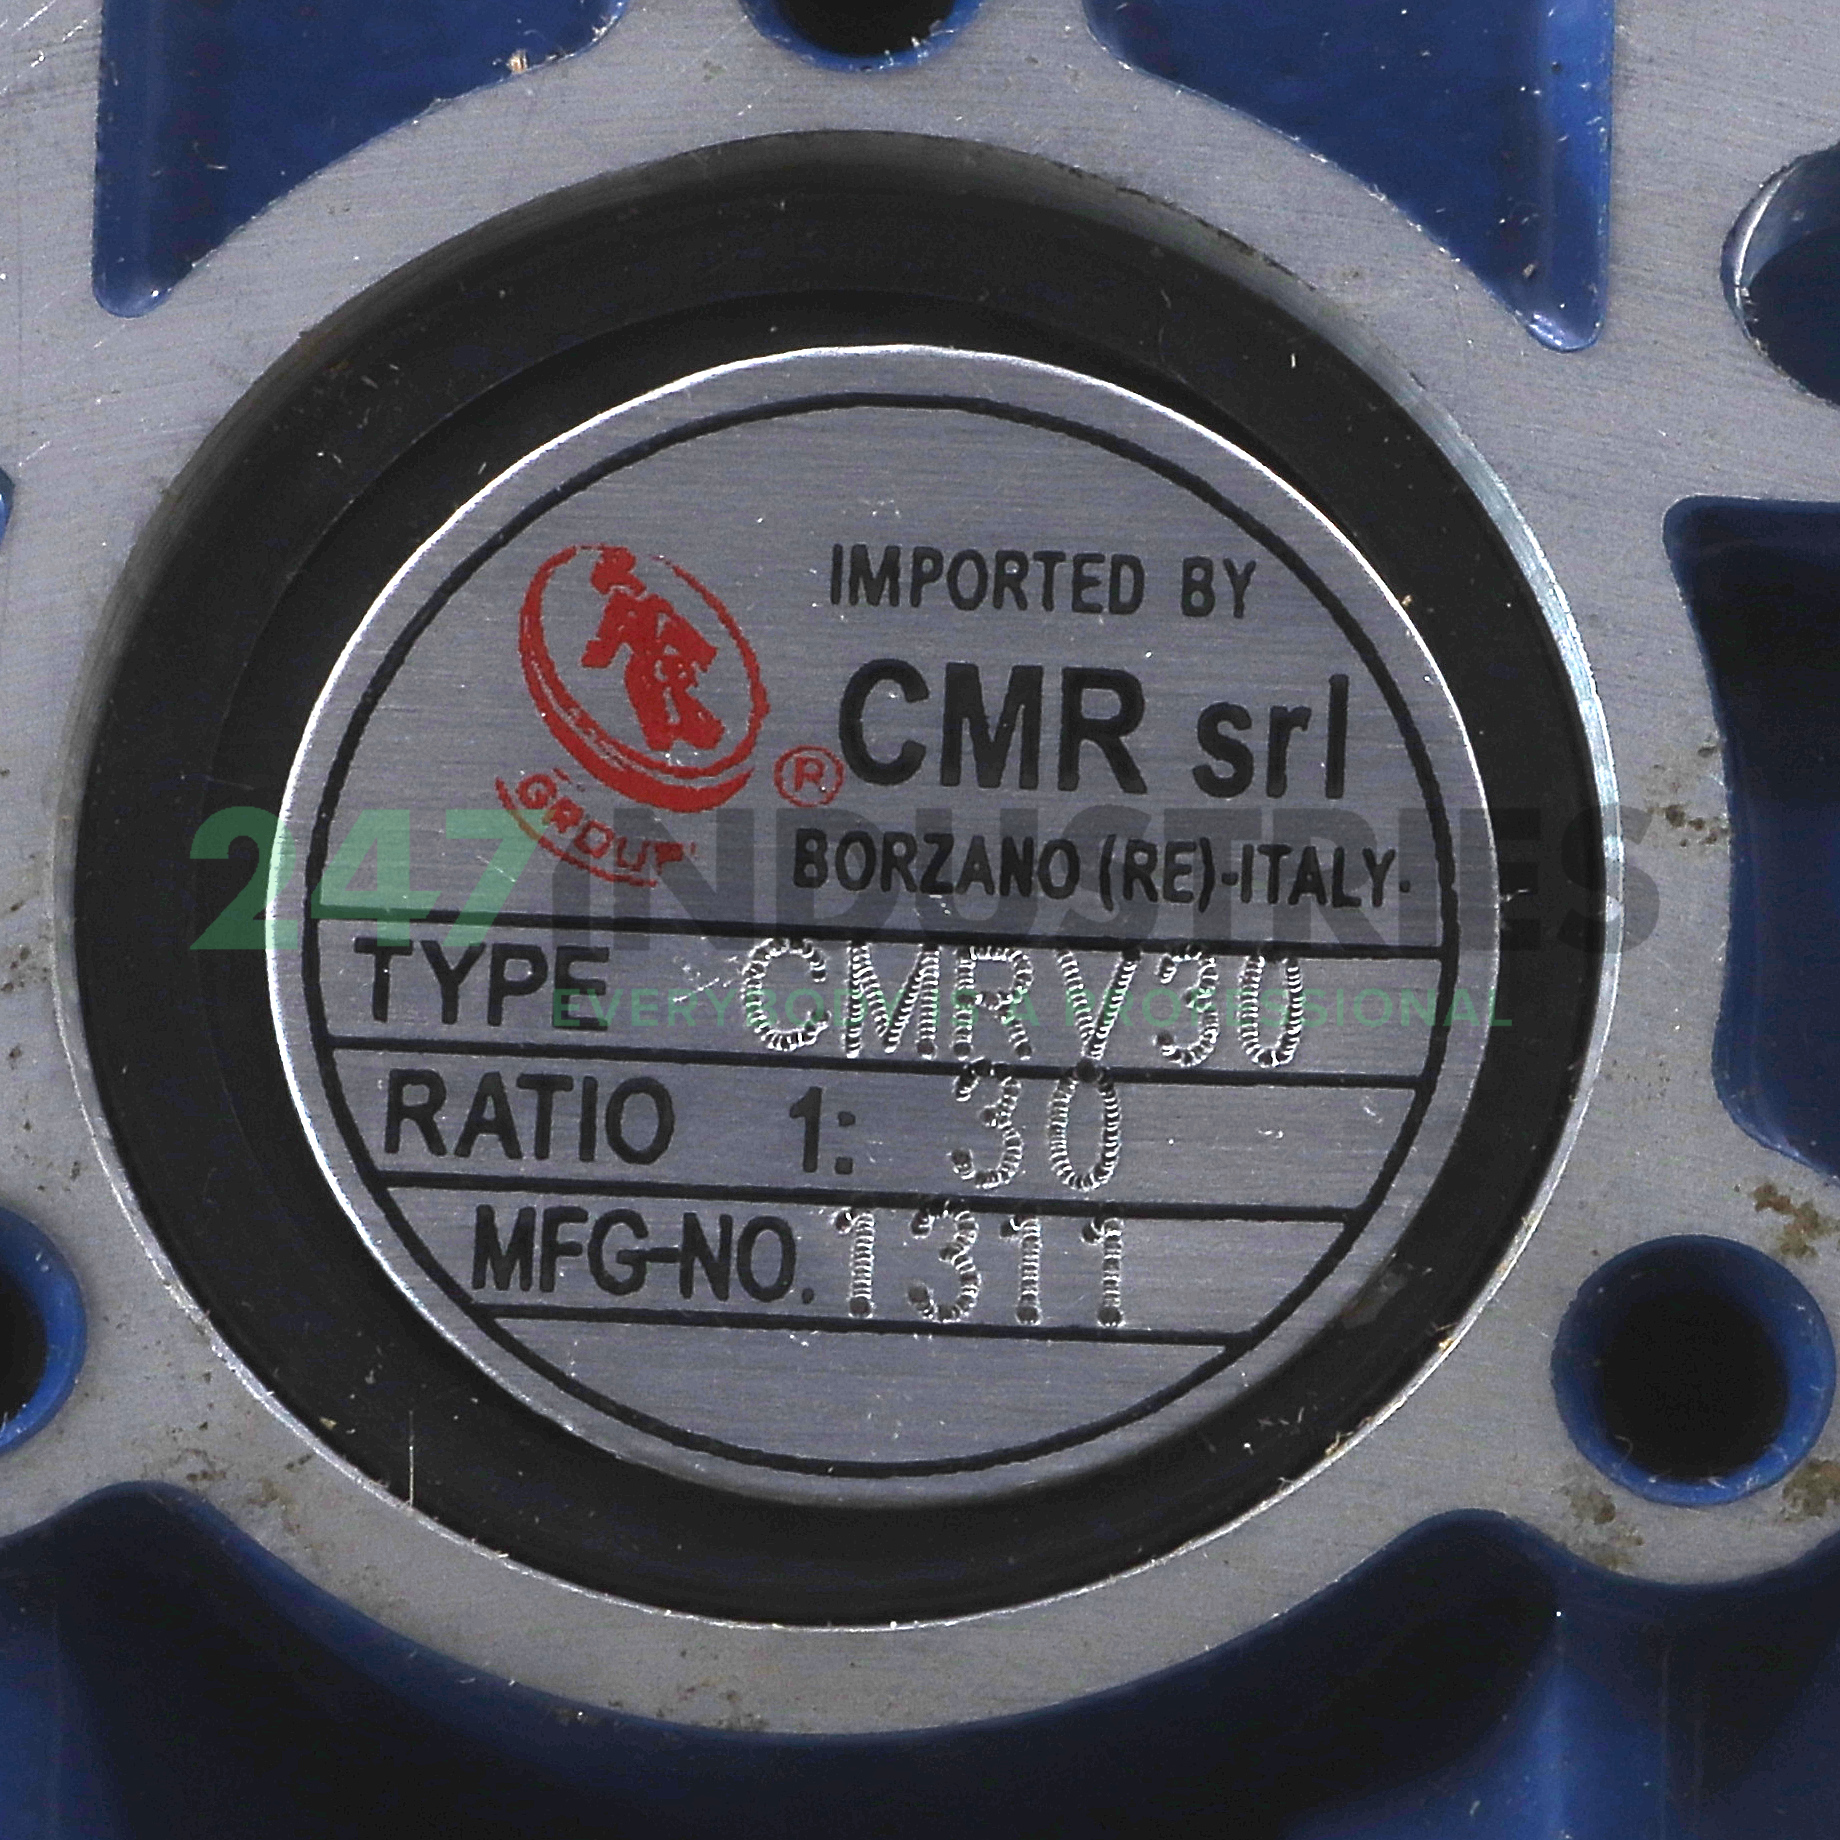 IMPORTED BY
CMR srl
®
GROUP
BORZANO (RE)-ITALY.
247INDUSTRIES
TYPE CMRV30
EVERYBODY IS A PROFESSIONAL
RATIO 1: 30
MFG-NO. 1311